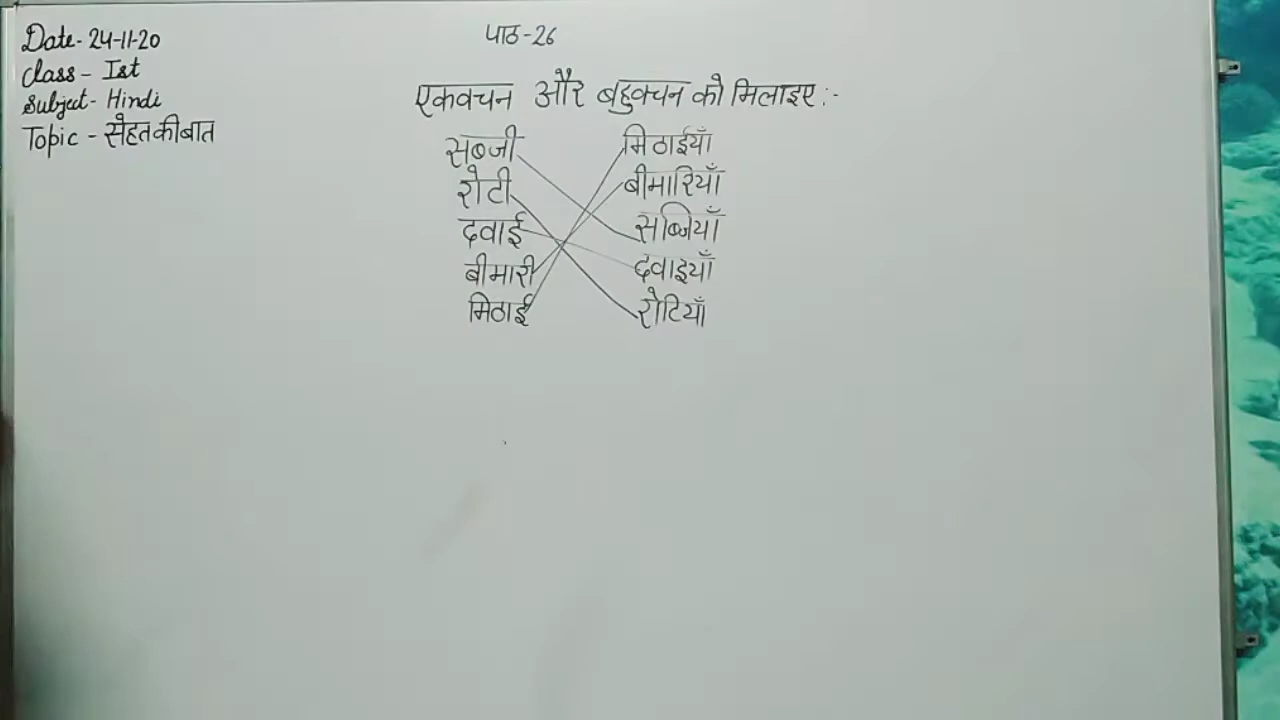 Date- 24-11-20
Class - Ist
Subject- Hindi
Topic - सेहत की बात
पाठ-26
एकवचन और बहुवचन को मिलाइए :-
सब्जी मिठाईयाँ
रोटी बीमारियाँ
दवाई सब्जियाँ
बीमारी दवाइयाँ
मिठाई रोटियाँ